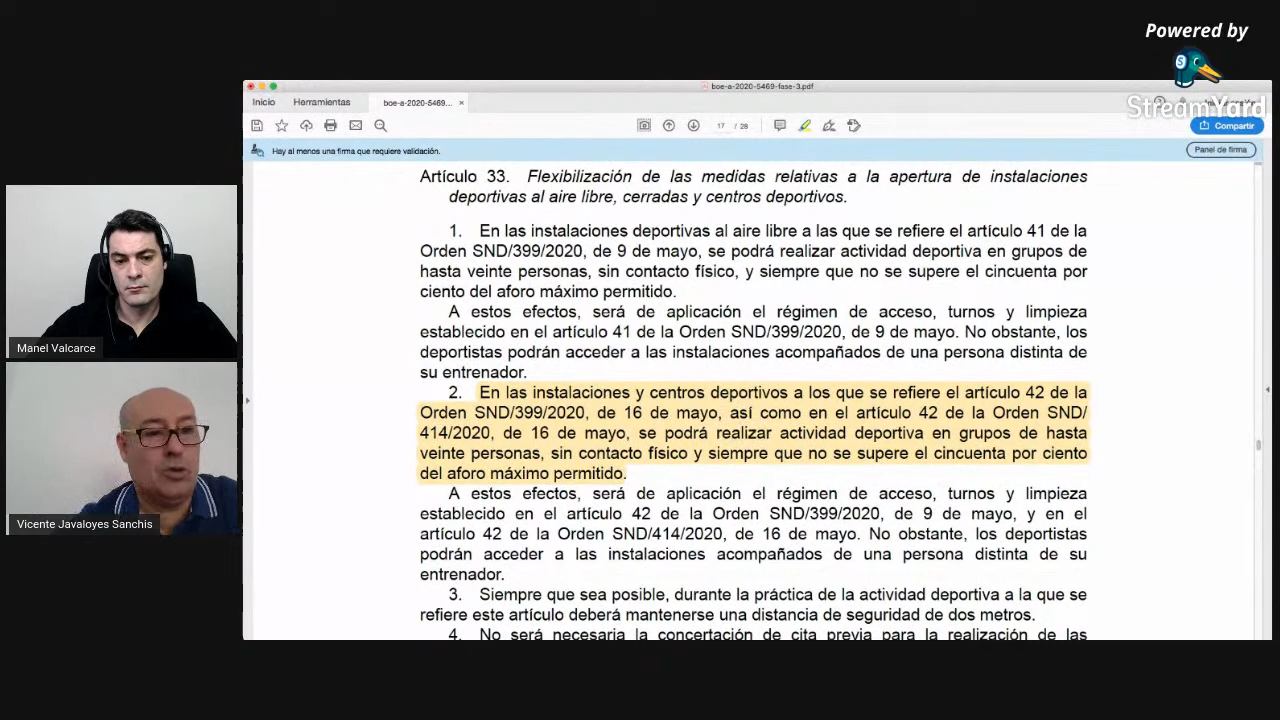 Powered by
StreamYard
boe-a-2020-5469-fase-3.pdf
Inicio
Herramientas
boe-a-2020-5469...
17 / 28
Compartir
Hay al menos una firma que requiere validación.
Panel de firma
Artículo 33. Flexibilización de las medidas relativas a la apertura de instalaciones
deportivas al aire libre, cerradas y centros deportivos.
1. En las instalaciones deportivas al aire libre a las que se refiere el artículo 41 de la
Orden SND/399/2020, de 9 de mayo, se podrá realizar actividad deportiva en grupos de
hasta veinte personas, sin contacto físico, y siempre que no se supere el cincuenta por
ciento del aforo máximo permitido.
A estos efectos, será de aplicación el régimen de acceso, turnos y limpieza
establecido en el artículo 41 de la Orden SND/399/2020, de 9 de mayo. No obstante, los
deportistas podrán acceder a las instalaciones acompañados de una persona distinta de
su entrenador.
2. En las instalaciones y centros deportivos a los que se refiere el artículo 42 de la
Orden SND/399/2020, de 16 de mayo, así como en el artículo 42 de la Orden SND/
414/2020, de 16 de mayo, se podrá realizar actividad deportiva en grupos de hasta
veinte personas, sin contacto físico y siempre que no se supere el cincuenta por ciento
del aforo máximo permitido.
A estos efectos, será de aplicación el régimen de acceso, turnos y limpieza
establecido en el artículo 42 de la Orden SND/399/2020, de 9 de mayo, y en el
artículo 42 de la Orden SND/414/2020, de 16 de mayo. No obstante, los deportistas
podrán acceder a las instalaciones acompañados de una persona distinta de su
entrenador.
3. Siempre que sea posible, durante la práctica de la actividad deportiva a la que se
refiere este artículo deberá mantenerse una distancia de seguridad de dos metros.
4. No será necesaria la concertación de cita previa para la realización de las
Manel Valcarce
Vicente Javaloyes Sanchis